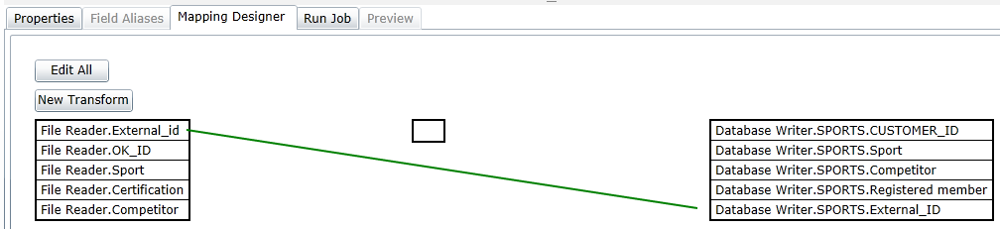 Properties Field Aliases Mapping Designer Run Job Preview
Edit All
New Transform
File Reader.External_id Database Writer.SPORTS.CUSTOMER_ID
File Reader.OK_ID Database Writer.SPORTS.Sport
File Reader.Sport Database Writer.SPORTS.Competitor
File Reader.Certification Database Writer.SPORTS.Registered member
File Reader.Competitor Database Writer.SPORTS.External_ID